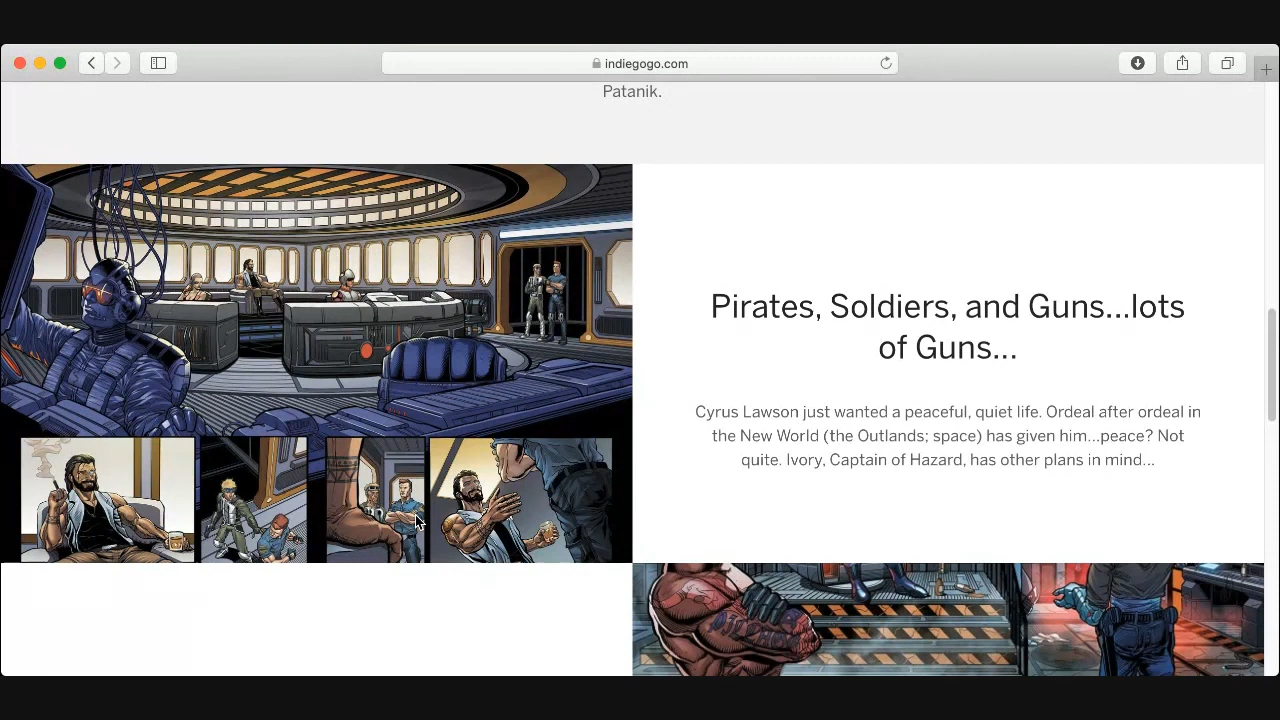 indiegogo.com
Patanik.
Pirates, Soldiers, and Guns...lots
of Guns...
Cyrus Lawson just wanted a peaceful, quiet life. Ordeal after ordeal in
the New World (the Outlands; space) has given him...peace? Not
quite. Ivory, Captain of Hazard, has other plans in mind...